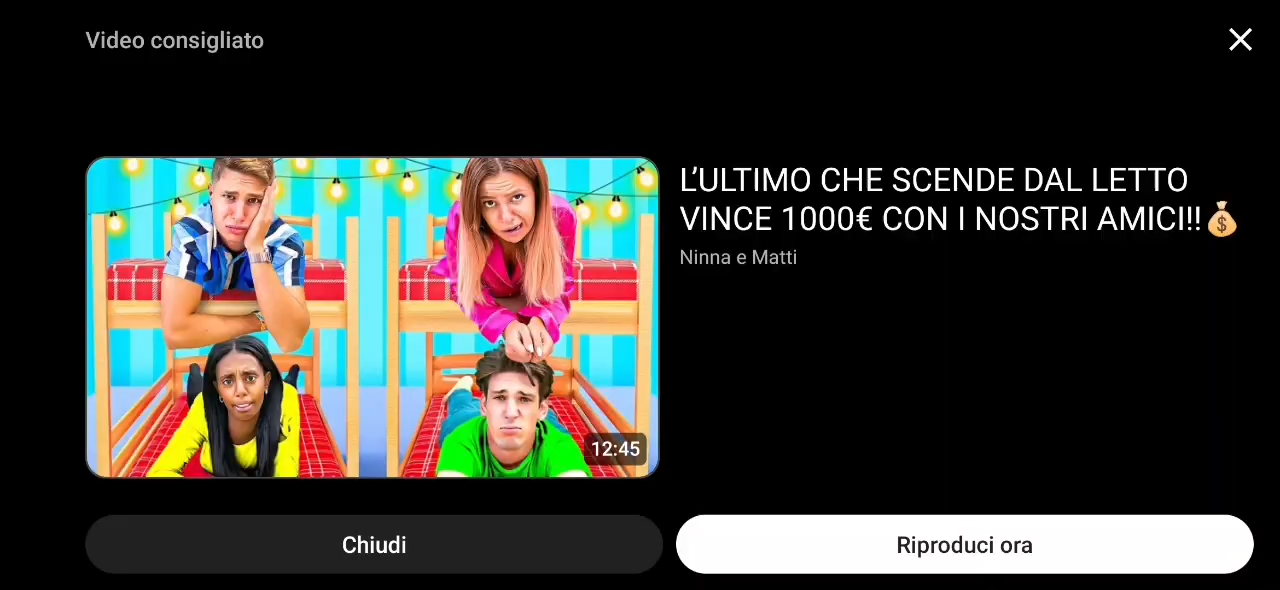 Video consigliato
L’ULTIMO CHE SCENDE DAL LETTO
VINCE 1000€ CON I NOSTRI AMICI!!💰
Ninna e Matti
12:45
Chiudi
Riproduci ora